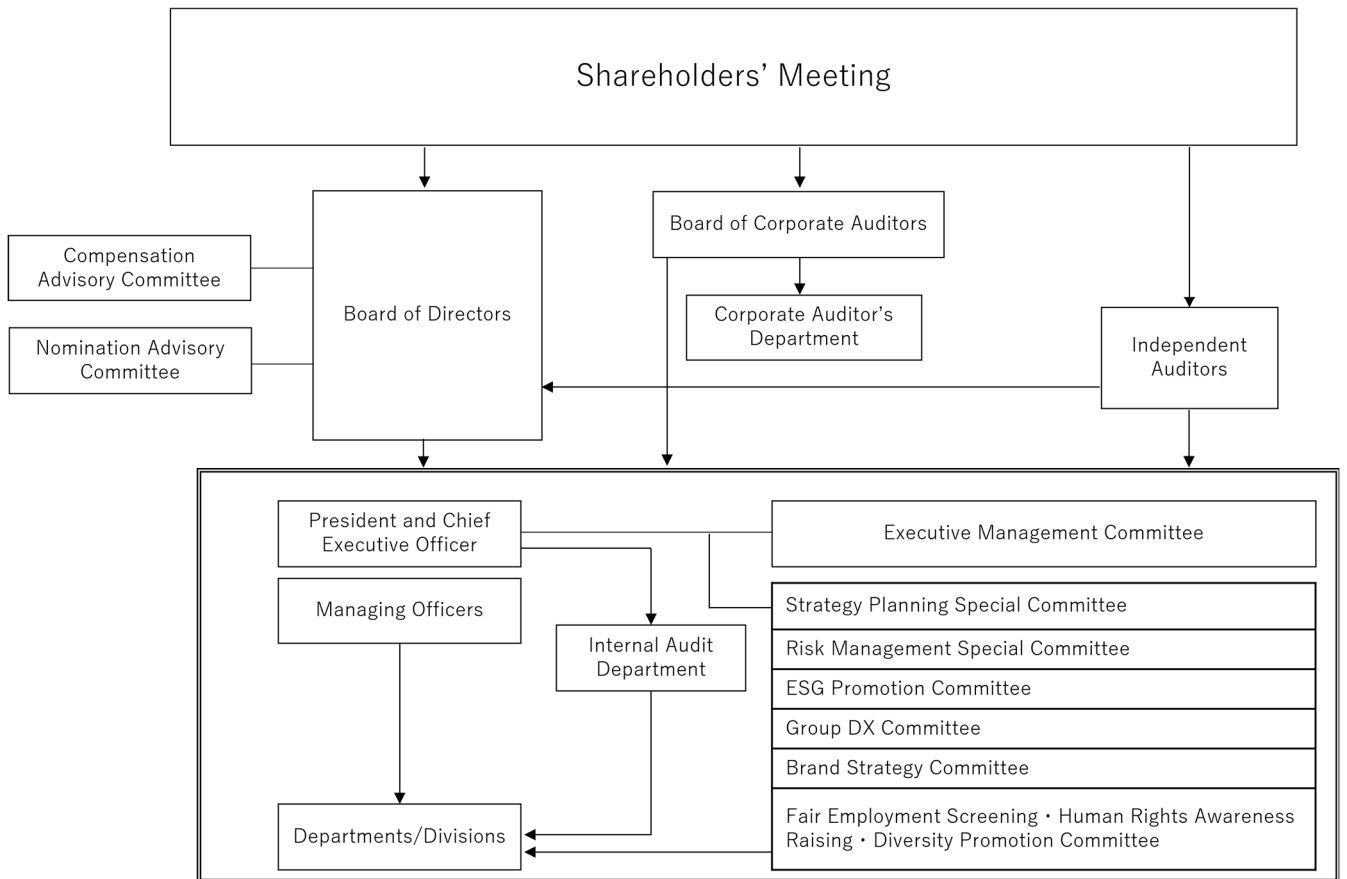 Shareholders’ Meeting
Board of Corporate Auditors
Compensation
Advisory Committee
Board of Directors
Corporate Auditor’s
Department
Nomination Advisory
Committee
Independent
Auditors
President and Chief
Executive Officer
Executive Management Committee
Managing Officers
Strategy Planning Special Committee
Internal Audit
Department
Risk Management Special Committee
ESG Promotion Committee
Group DX Committee
Brand Strategy Committee
Departments/Divisions
Fair Employment Screening・Human Rights Awareness
Raising・Diversity Promotion Committee